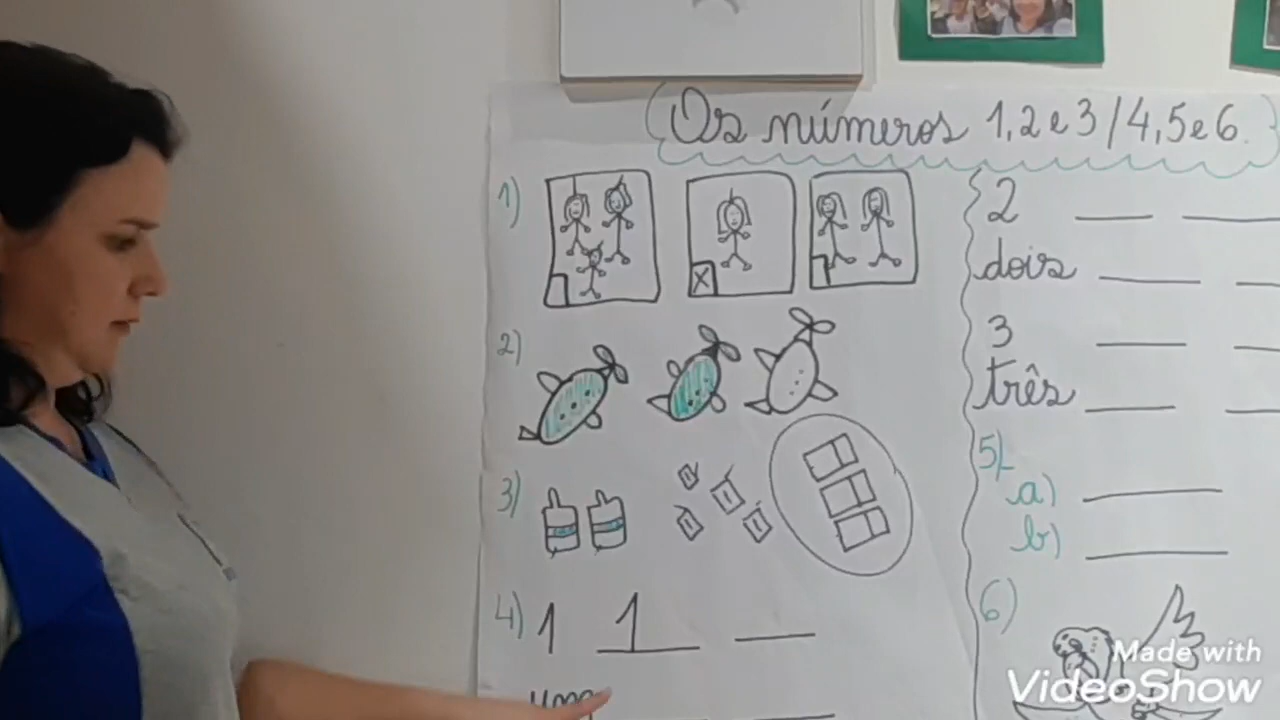 Os números 1, 2 e 3 / 4, 5 e 6.
1)
X
2)
3)
4) 1 1
um
2
dois
3
três
5)
a)
b)
6)
Made with
VideoShow